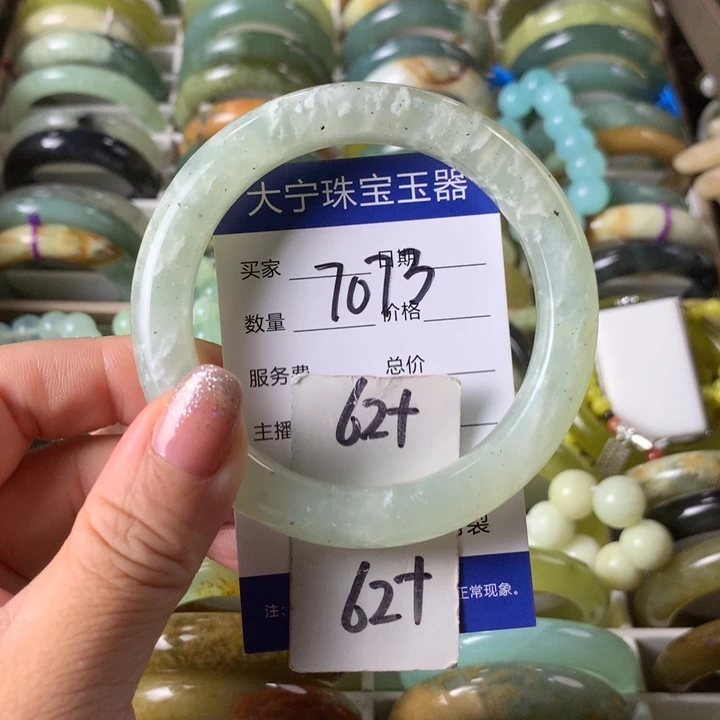 大宁珠宝玉器
买家 日期
7073
数量 价格
服务费 总价
主播
62+
裂
62+
注: 正常现象。